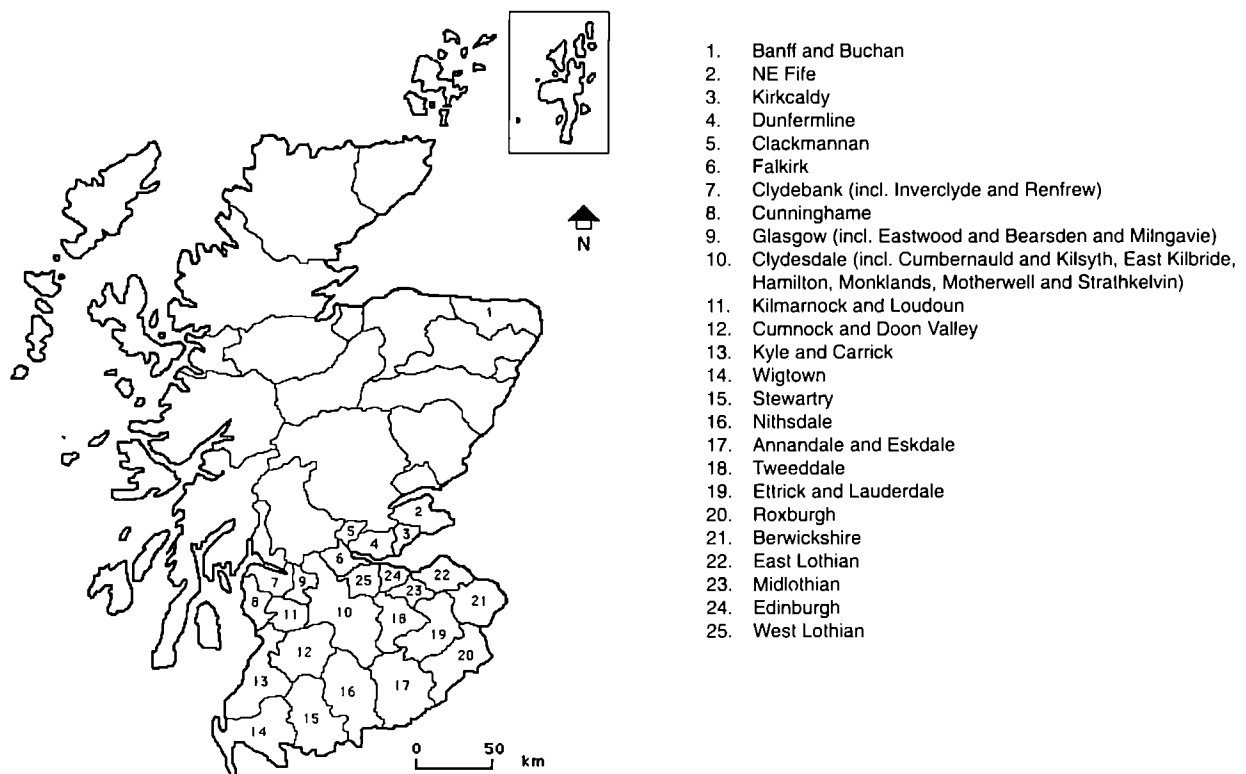 1. Banff and Buchan
2. NE Fife
3. Kirkcaldy
4. Dunfermline
5. Clackmannan
6. Falkirk
7. Clydebank (incl. Inverclyde and Renfrew)
8. Cunninghame
9. Glasgow (incl. Eastwood and Bearsden and Milngavie)
10. Clydesdale (incl. Cumbernauld and Kilsyth, East Kilbride,
Hamilton, Monklands, Motherwell and Strathkelvin)
11. Kilmarnock and Loudoun
12. Cumnock and Doon Valley
13. Kyle and Carrick
14. Wigtown
15. Stewartry
16. Nithsdale
17. Annandale and Eskdale
18. Tweeddale
19. Ettrick and Lauderdale
20. Roxburgh
21. Berwickshire
22. East Lothian
23. Midlothian
24. Edinburgh
25. West Lothian
N
1
2
5
4
3
6
7
9
25
24
22
23
8
11
10
18
21
19
12
20
13
16
17
15
14
0 50
km